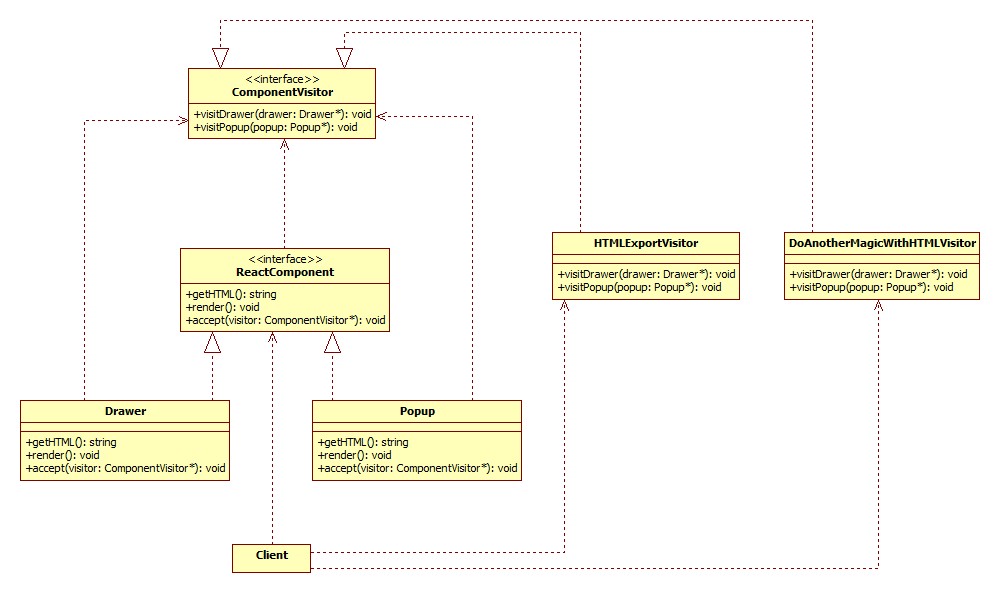 <<interface>>
ComponentVisitor
+visitDrawer(drawer: Drawer*): void
+visitPopup(popup: Popup*): void
HTMLExportVisitor
+visitDrawer(drawer: Drawer*): void
+visitPopup(popup: Popup*): void
DoAnotherMagicWithHTMLVisitor
+visitDrawer(drawer: Drawer*): void
+visitPopup(popup: Popup*): void
<<interface>>
ReactComponent
+getHTML(): string
+render(): void
+accept(visitor: ComponentVisitor*): void
Drawer
+getHTML(): string
+render(): void
+accept(visitor: ComponentVisitor*): void
Popup
+getHTML(): string
+render(): void
+accept(visitor: ComponentVisitor*): void
Client